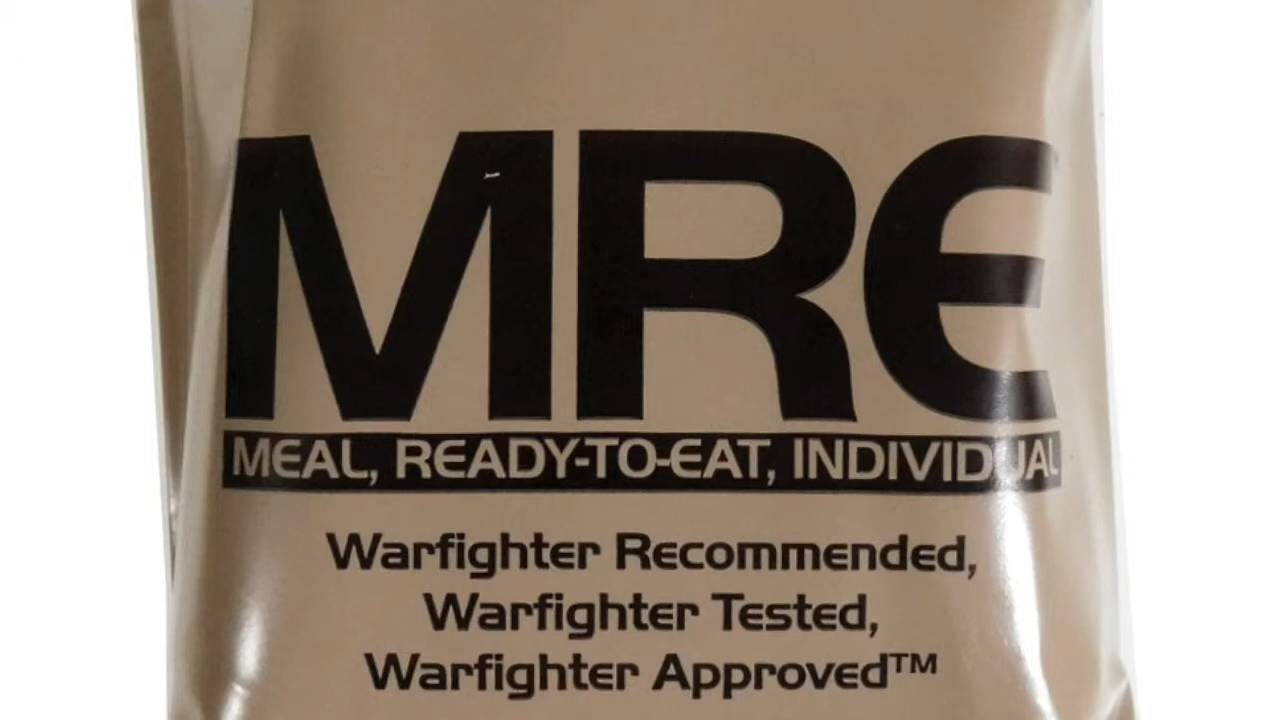 MRE
MEAL, READY-TO-EAT, INDIVIDUAL
Warfighter Recommended,
Warfighter Tested,
Warfighter Approved™